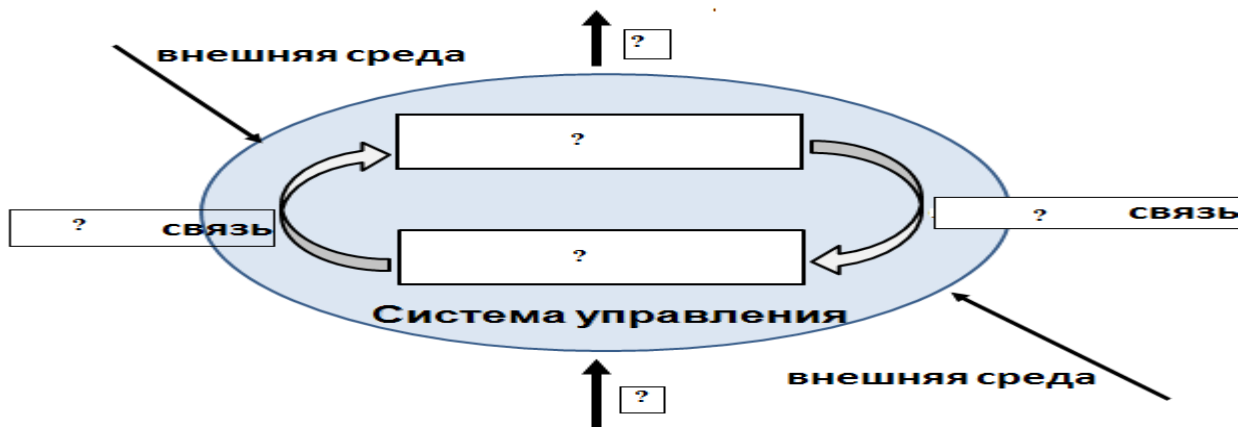 ?
внешняя среда
?
? связь
? связь
?
Система управления
внешняя среда
?